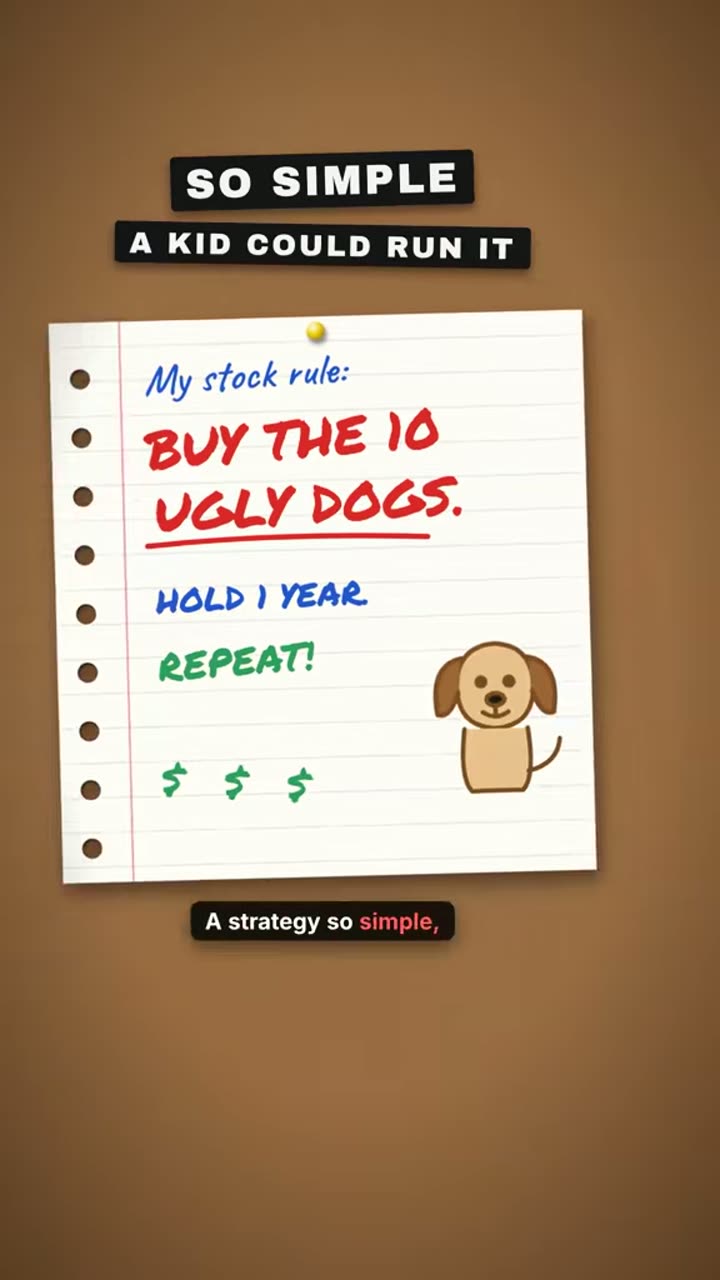 SO SIMPLE
A KID COULD RUN IT
My stock rule:
BUY THE 10
UGLY DOGS.
HOLD 1 YEAR.
REPEAT!
$ $ $
A strategy so simple,